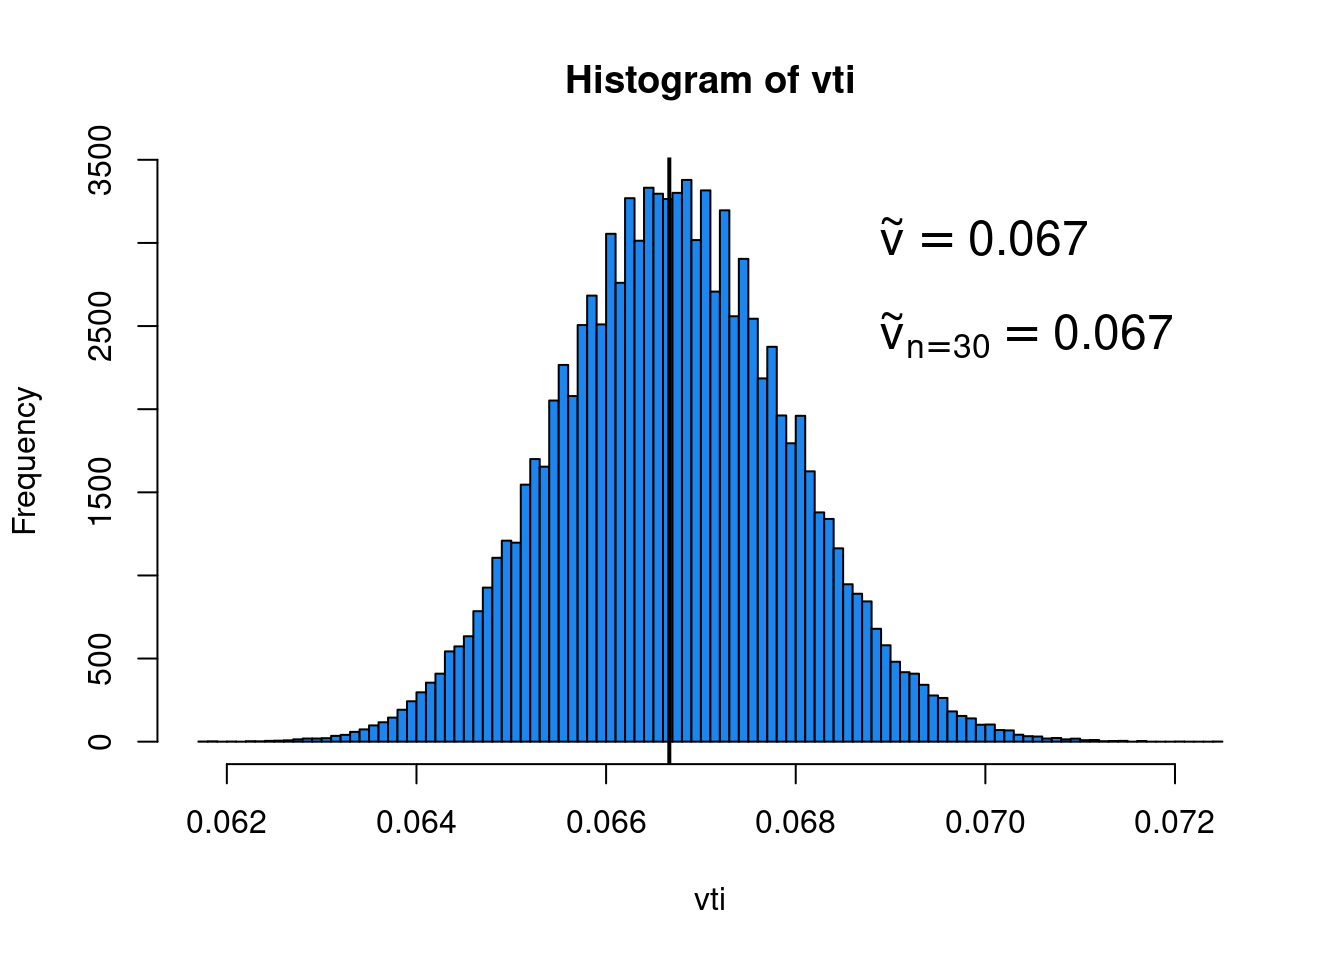 Histogram of vti
3500
2500
1500
500
0
Frequency
ṽ = 0.067
ṽn=30 = 0.067
0.062 0.064 0.066 0.068 0.070 0.072
vti